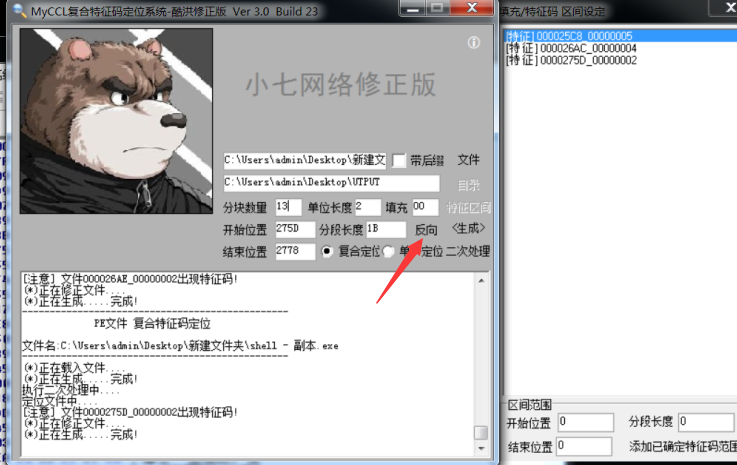 MyCCL复合特征码定位系统-酷洪修正版 Ver 3.0 Build 23
小七网络修正版
C:\Users\admin\Desktop\新建文
带后缀
文件
C:\Users\admin\Desktop\UTPUT
目录
分块数量 13 单位长度 2 填充 00 特征区间
开始位置 275D 分段长度 1B 反向 <生成>
结束位置 2778 复合定位 单 定位 二次处理
[注意] 文件000026AE_00000002出现特征码!
(*)正在修正文件....
(*)正在生成.....完成!
------------------------------------------------
PE文件 复合特征码定位
文件名:C:\Users\admin\Desktop\新建文件夹\shell - 副本.exe
------------------------------------------------
(*)正在载入文件....
(*)正在生成.....完成!
执行二次处理中....
定位文件中....
[注意] 文件0000275D_00000002出现特征码!
(*)正在修正文件....
(*)正在生成.....完成!
填充/特征码 区间设定
[特征]000025C8_00000005
[特征]000026AC_00000004
[特征]0000275D_00000002
区间范围
开始位置 0 分段长度 0
结束位置 0 添加已确定特征码范围